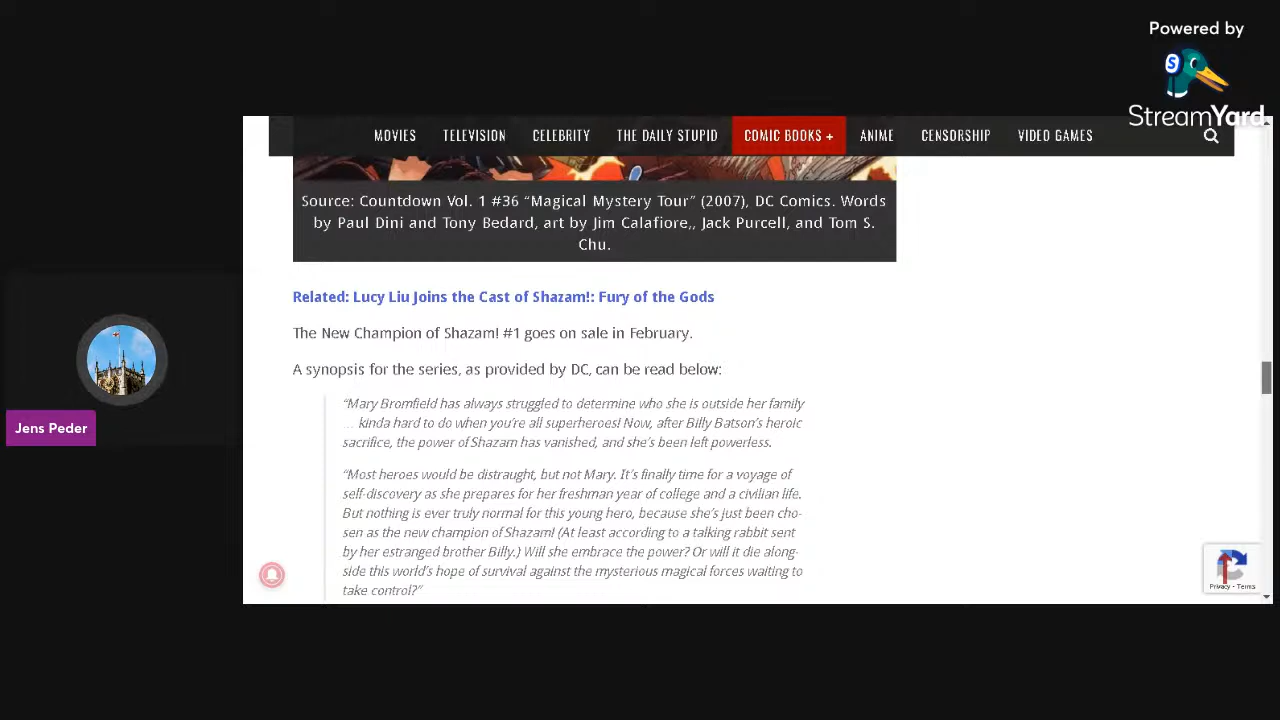 Powered by
StreamYard
MOVIES TELEVISION CELEBRITY THE DAILY STUPID COMIC BOOKS + ANIME CENSORSHIP VIDEO GAMES
Source: Countdown Vol. 1 #36 “Magical Mystery Tour” (2007), DC Comics. Words
by Paul Dini and Tony Bedard, art by Jim Calafiore,, Jack Purcell, and Tom S.
Chu.
Related: Lucy Liu Joins the Cast of Shazam!: Fury of the Gods
The New Champion of Shazam! #1 goes on sale in February.
A synopsis for the series, as provided by DC, can be read below:
“Mary Bromfield has always struggled to determine who she is outside her family
… kinda hard to do when you’re all superheroes! Now, after Billy Batson’s heroic
sacrifice, the power of Shazam has vanished, and she’s been left powerless.
“Most heroes would be distraught, but not Mary. It’s finally time for a voyage of
self-discovery as she prepares for her freshman year of college and a civilian life.
But nothing is ever truly normal for this young hero, because she’s just been cho-
sen as the new champion of Shazam! (At least according to a talking rabbit sent
by her estranged brother Billy.) Will she embrace the power? Or will it die along-
side this world’s hope of survival against the mysterious magical forces waiting to
take control?”
Jens Peder
Privacy - Terms